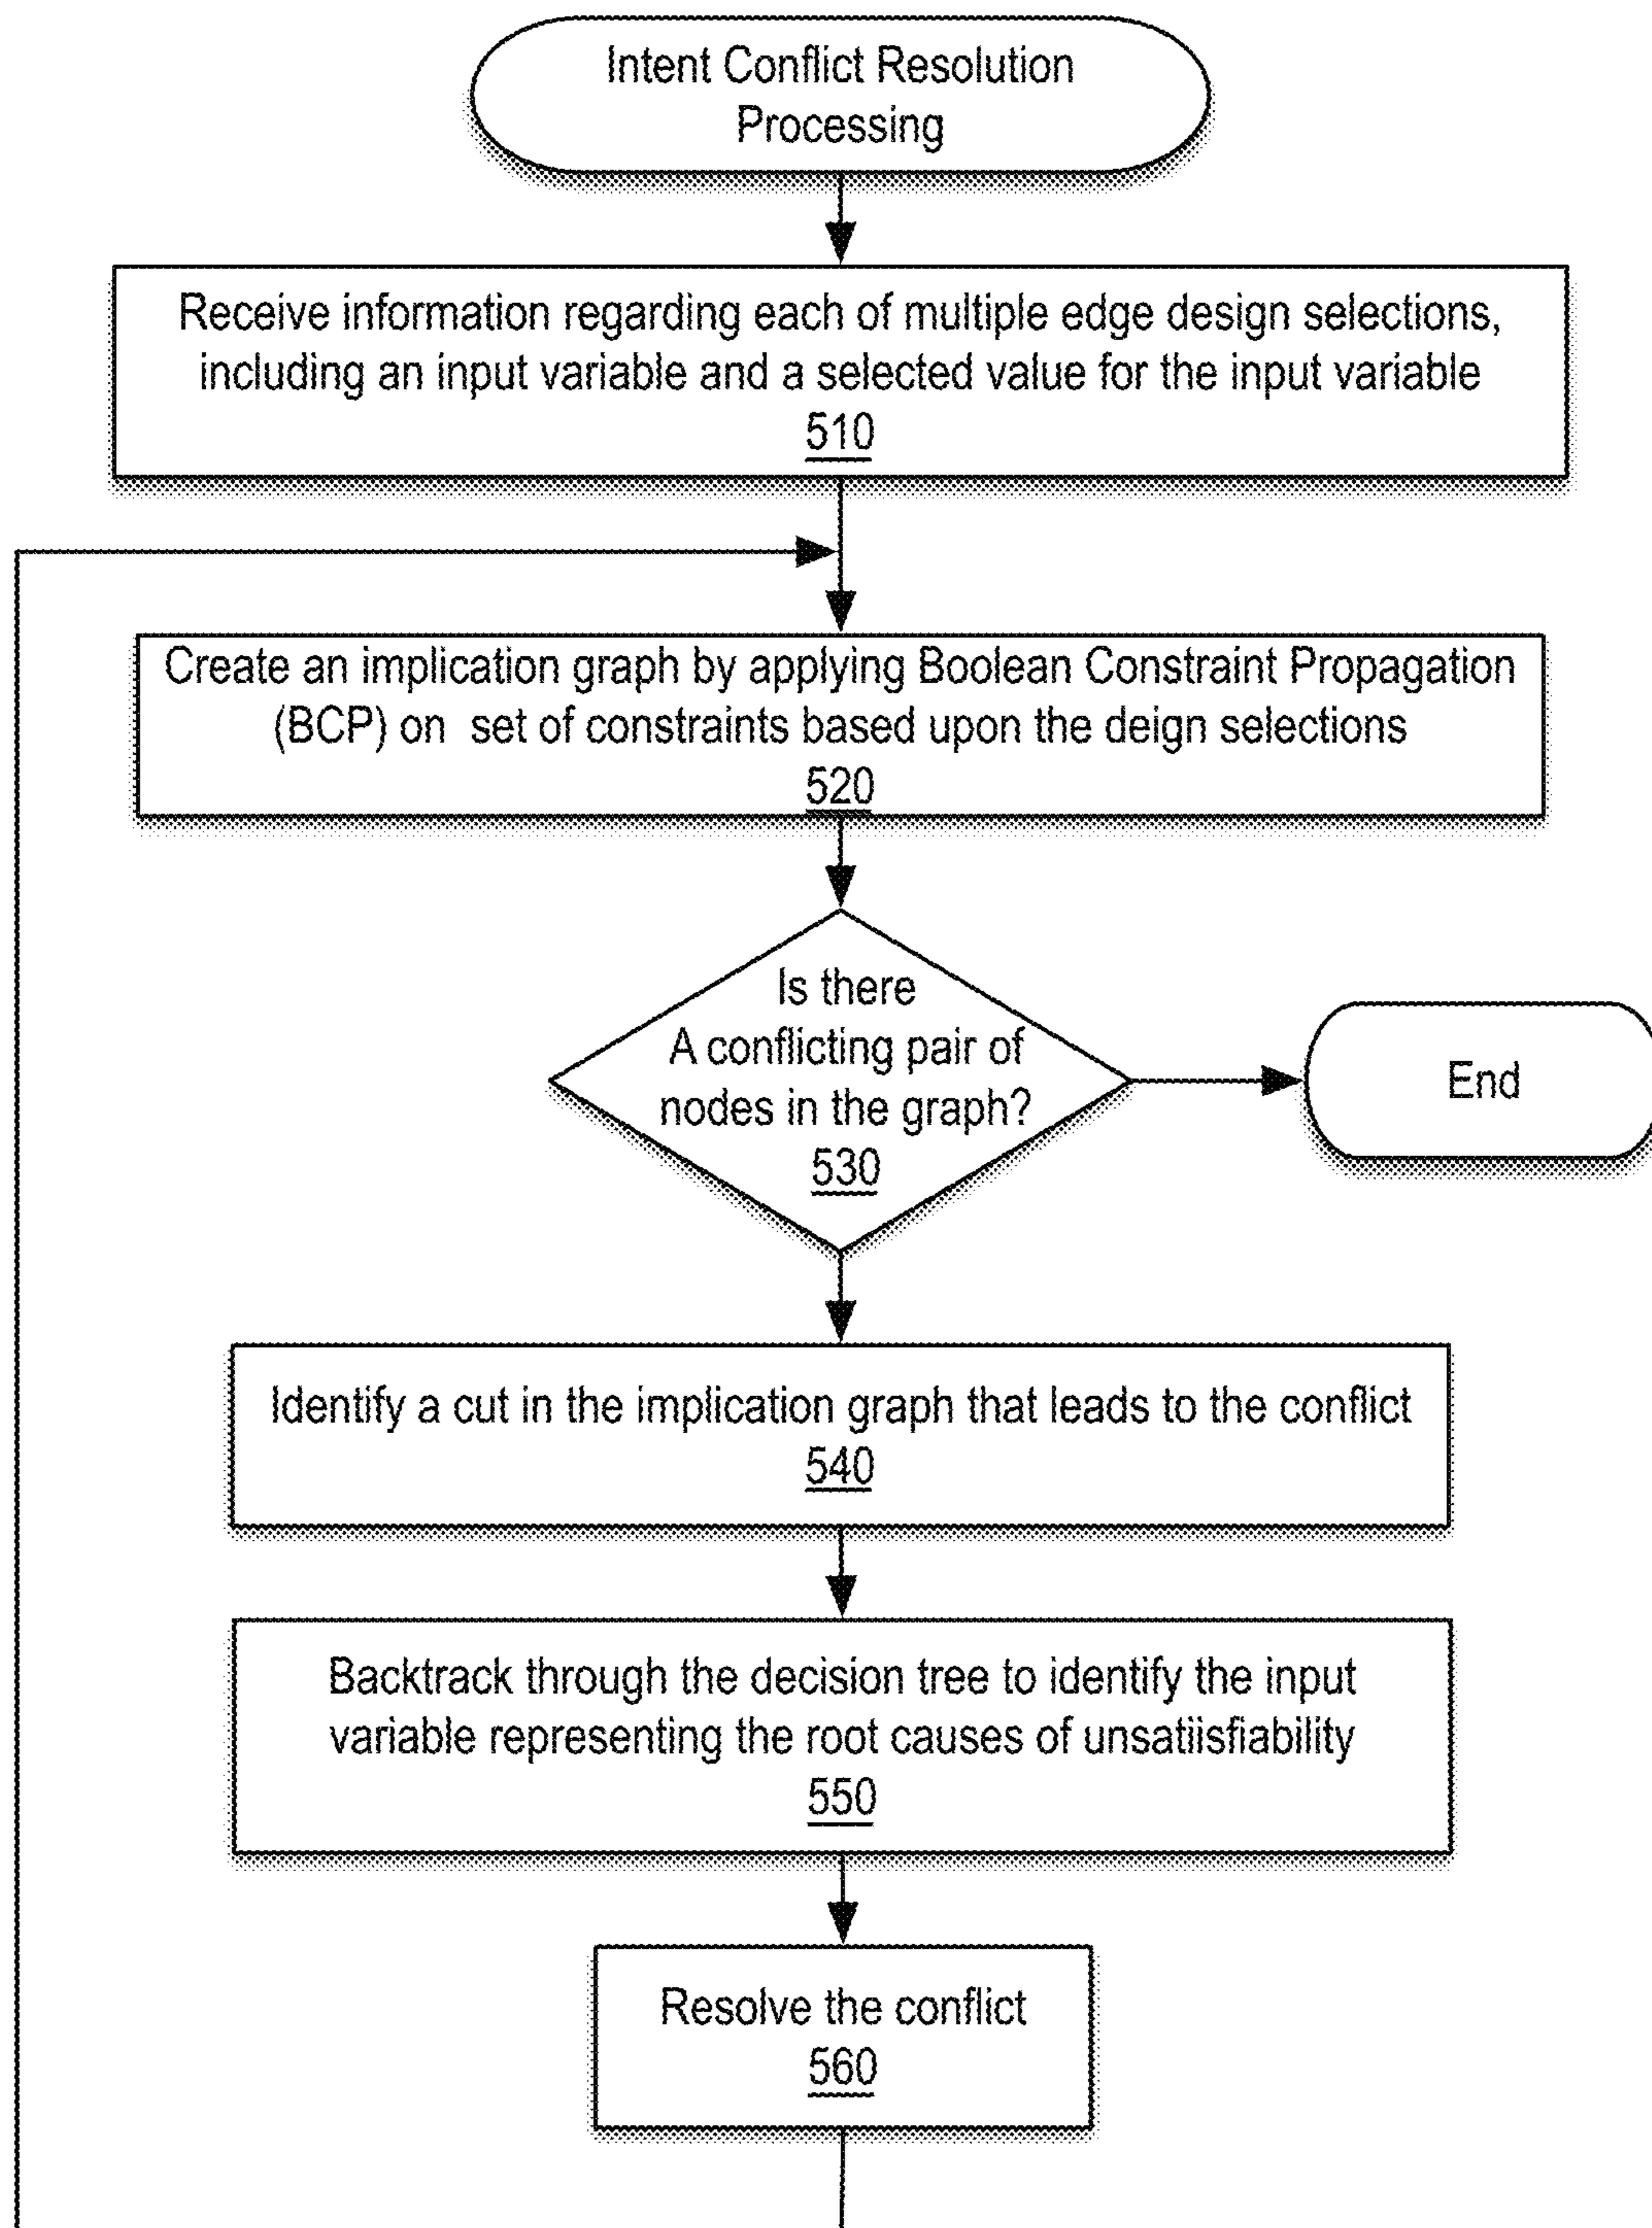 Intent Conflict Resolution
Processing
Receive information regarding each of multiple edge design selections,
including an input variable and a selected value for the input variable
510
Create an implication graph by applying Boolean Constraint Propagation
(BCP) on set of constraints based upon the deign selections
520
Is there
A conflicting pair of
nodes in the graph?
530
End
Identify a cut in the implication graph that leads to the conflict
540
Backtrack through the decision tree to identify the input
variable representing the root causes of unsatiisfiability
550
Resolve the conflict
560